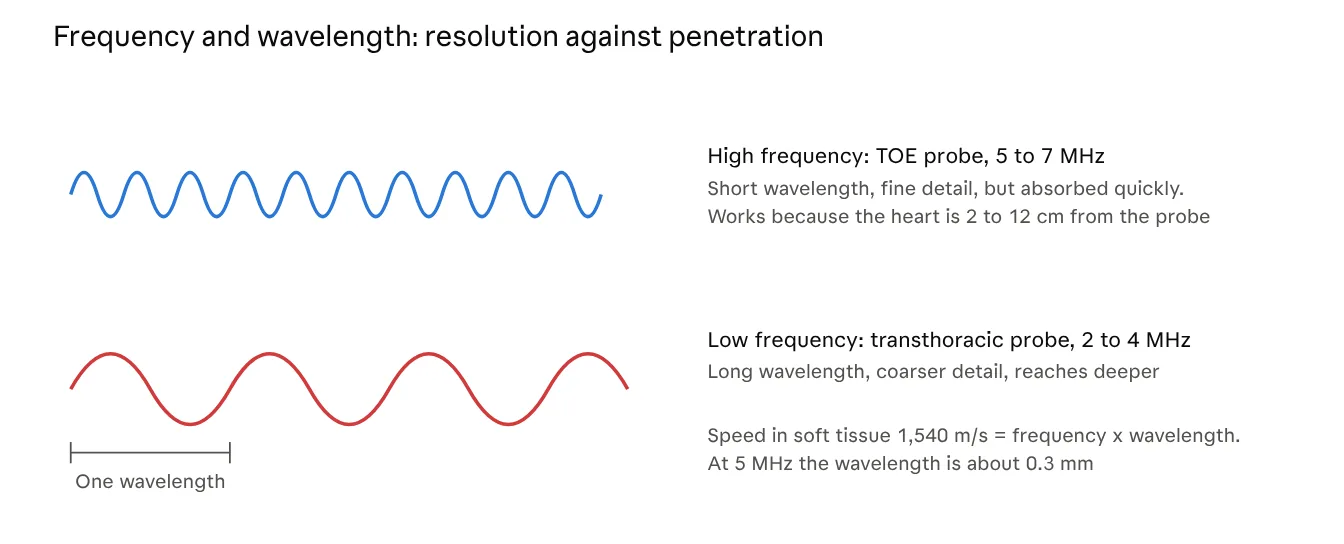 Frequency and wavelength: resolution against penetration
High frequency: TOE probe, 5 to 7 MHz
Short wavelength, fine detail, but absorbed quickly.
Works because the heart is 2 to 12 cm from the probe
Low frequency: transthoracic probe, 2 to 4 MHz
Long wavelength, coarser detail, reaches deeper
Speed in soft tissue 1,540 m/s = frequency x wavelength.
At 5 MHz the wavelength is about 0.3 mm
One wavelength